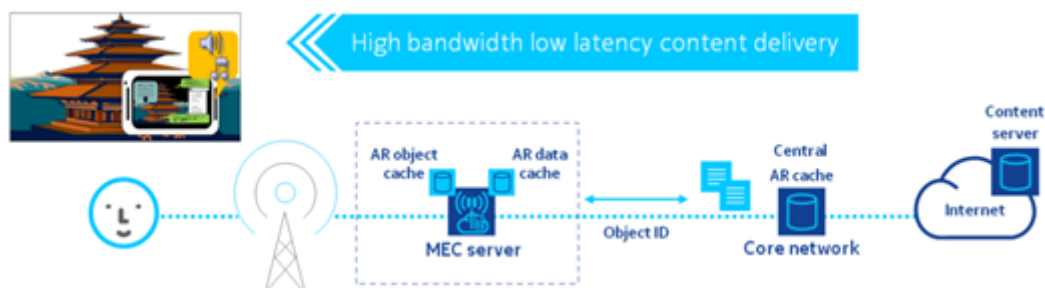 High bandwidth low latency content delivery
Content
server
AR object
cache
AR data
cache
Central
AR cache
Internet
Object ID
MEC server
Core network